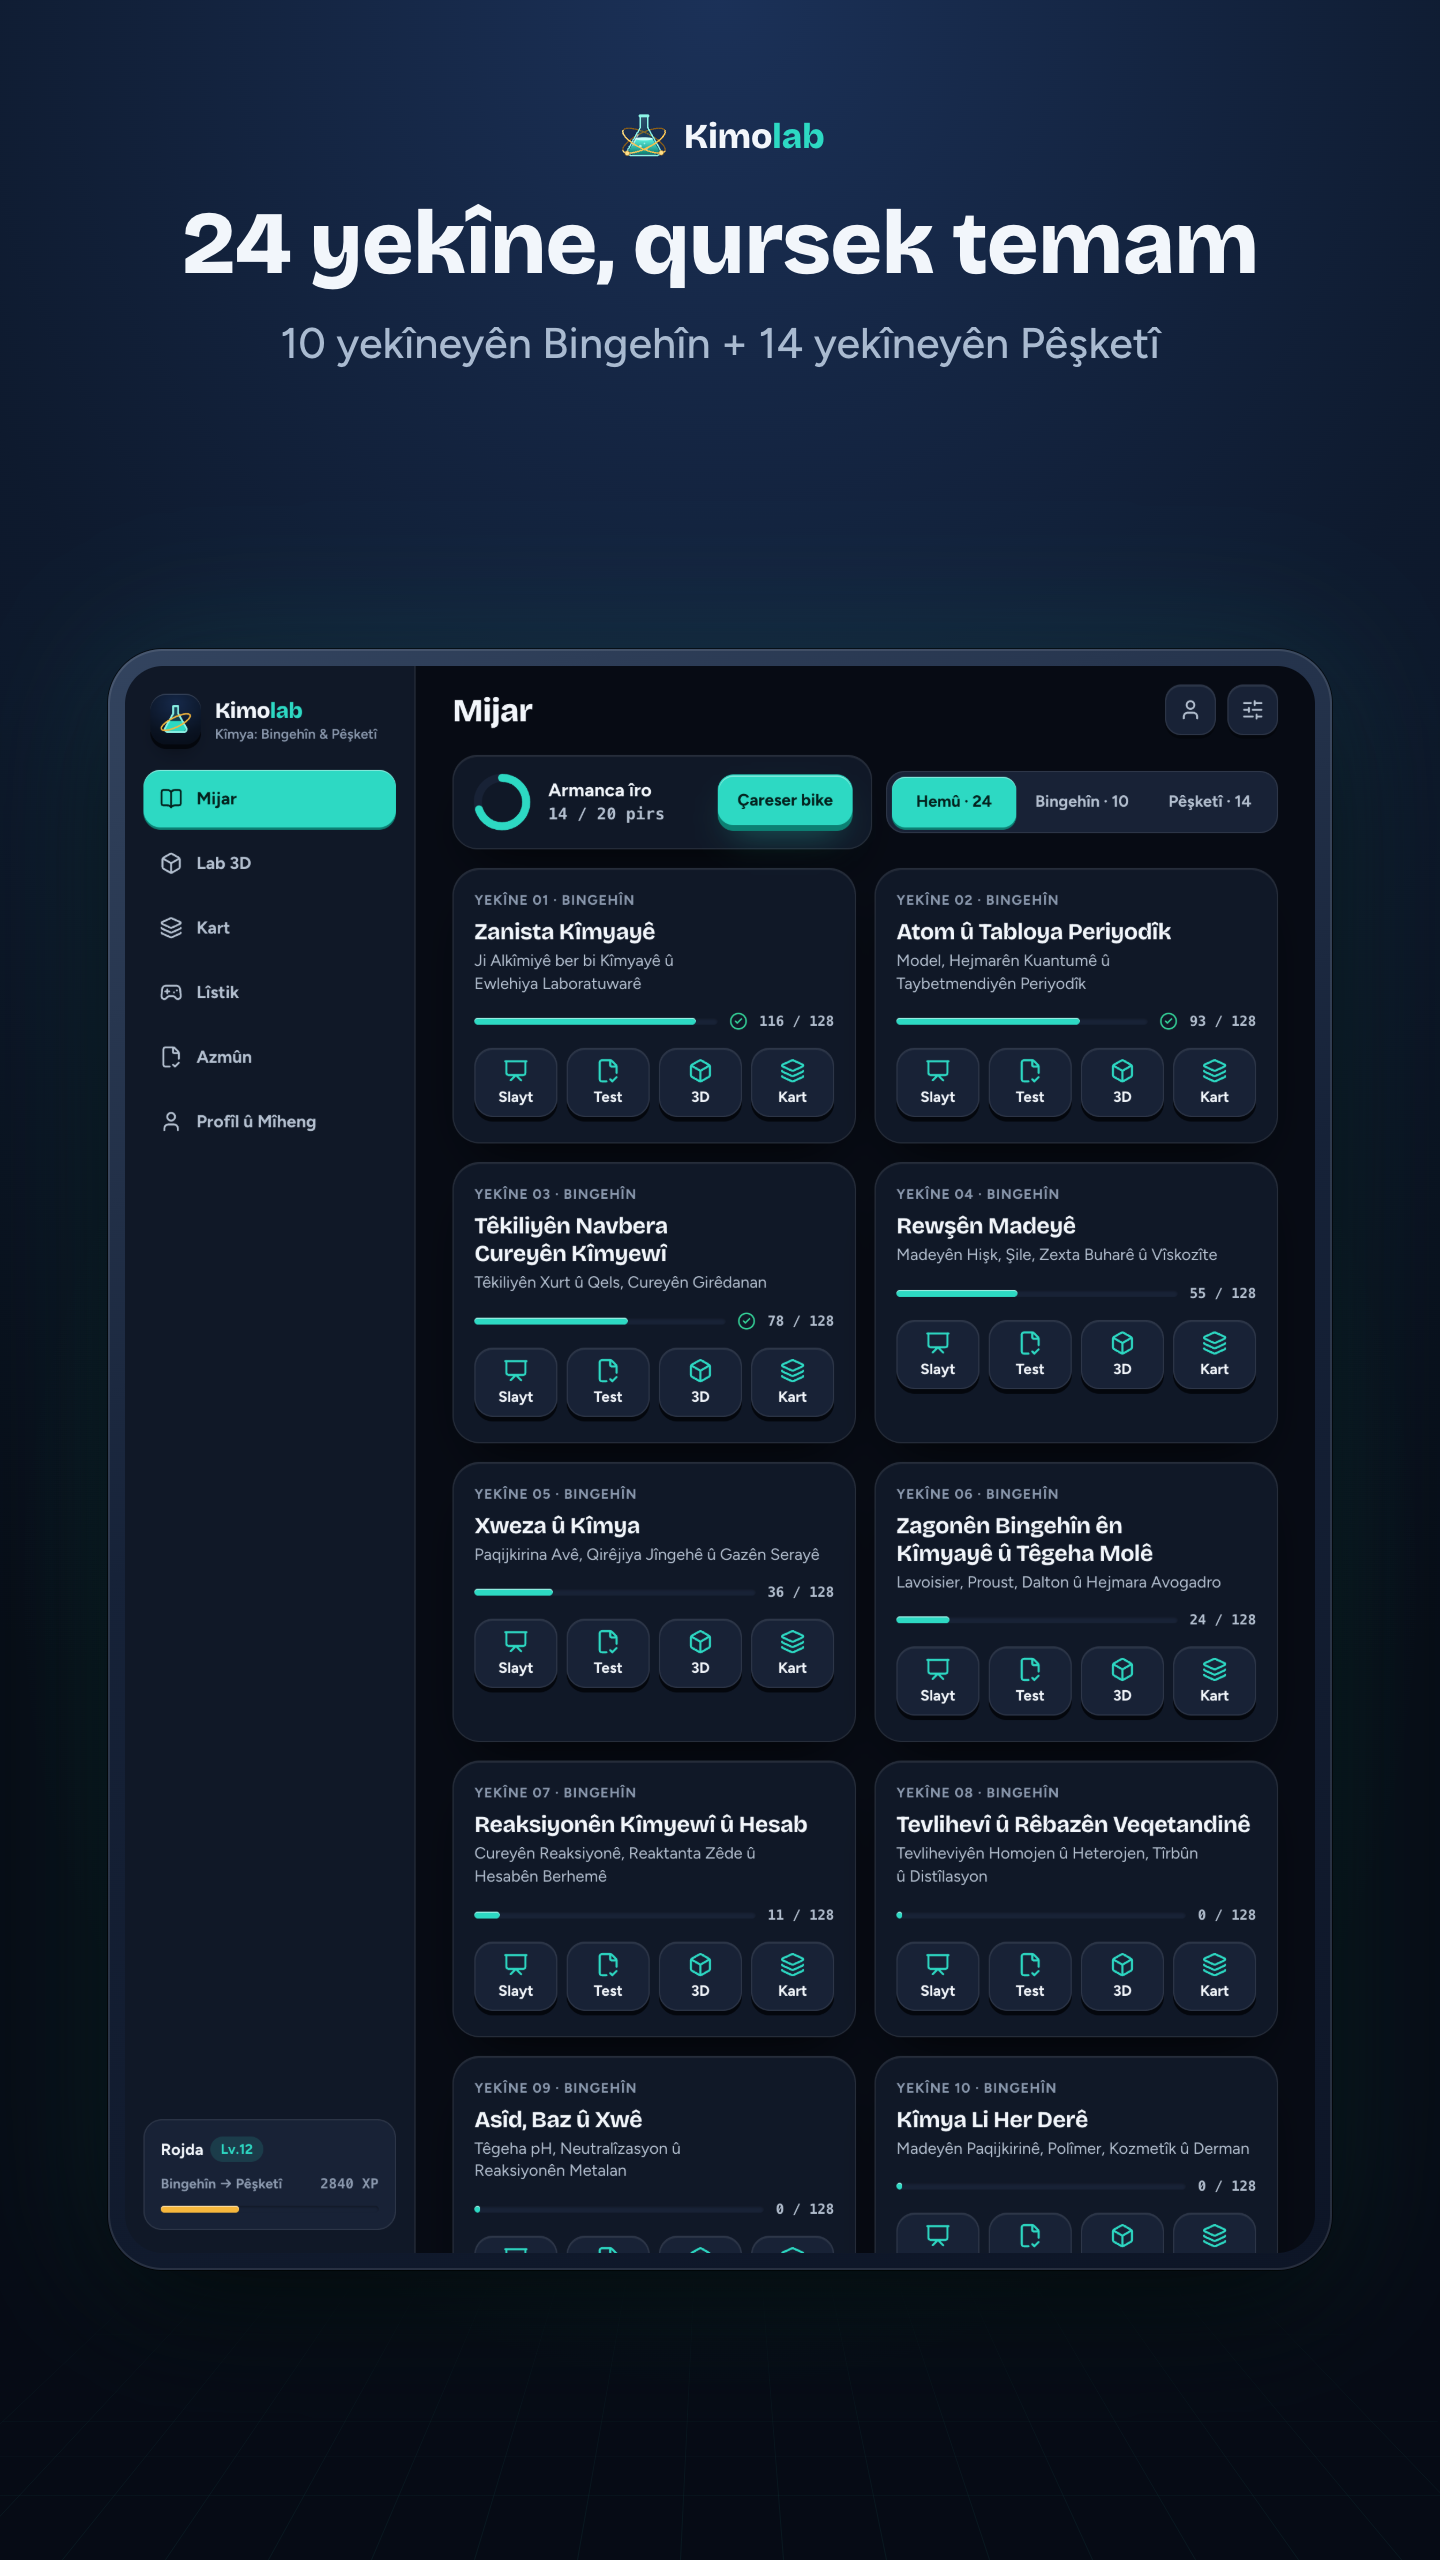 Kimolab
24 yekîne, qursek temam
10 yekîneyên Bingehîn + 14 yekîneyên Pêşketî
Kimolab
Kîmya: Bingehîn & Pêşketî
Mijar
Lab 3D
Kart
Lîstik
Azmûn
Profîl û Mîheng
Rojda Lv.12
Bingehîn → Pêşketî 2840 XP
Mijar
Armanca îro
14 / 20 pirs
Çareser bike
Hemû · 24 Bingehîn · 10 Pêşketî · 14
YEKÎNE 01 · BINGEHÎN
Zanista Kîmyayê
Ji Alkîmiyê ber bi Kîmyayê û
Ewlehiya Laboratuwarê
116 / 128
Slayt Test 3D Kart
YEKÎNE 02 · BINGEHÎN
Atom û Tabloya Periyodîk
Model, Hejmarên Kuantumê û
Taybetmendiyên Periyodîk
93 / 128
Slayt Test 3D Kart
YEKÎNE 03 · BINGEHÎN
Têkiliyên Navbera
Cureyên Kîmyewî
Têkiliyên Xurt û Qels, Cureyên Girêdanan
78 / 128
Slayt Test 3D Kart
YEKÎNE 04 · BINGEHÎN
Rewşên Madeyê
Madeyên Hişk, Şile, Zexta Buharê û Vîskozîte
55 / 128
Slayt Test 3D Kart
YEKÎNE 05 · BINGEHÎN
Xweza û Kîmya
Paqijkirina Avê, Qirêjiya Jîngehê û Gazên Serayê
36 / 128
Slayt Test 3D Kart
YEKÎNE 06 · BINGEHÎN
Zagonên Bingehîn ên
Kîmyayê û Têgeha Molê
Lavoisier, Proust, Dalton û Hejmara Avogadro
24 / 128
Slayt Test 3D Kart
YEKÎNE 07 · BINGEHÎN
Reaksiyonên Kîmyewî û Hesab
Cureyên Reaksiyonê, Reaktanta Zêde û
Hesabên Berhemê
11 / 128
Slayt Test 3D Kart
YEKÎNE 08 · BINGEHÎN
Tevlihevî û Rêbazên Veqetandinê
Tevliheviyên Homojen û Heterojen, Tîrbûn
û Distîlasyon
0 / 128
Slayt Test 3D Kart
YEKÎNE 09 · BINGEHÎN
Asîd, Baz û Xwê
Têgeha pH, Neutralîzasyon û
Reaksiyonên Metalan
0 / 128
YEKÎNE 10 · BINGEHÎN
Kîmya Li Her Derê
Madeyên Paqijkirinê, Polîmer, Kozmetîk û Derman
0 / 128